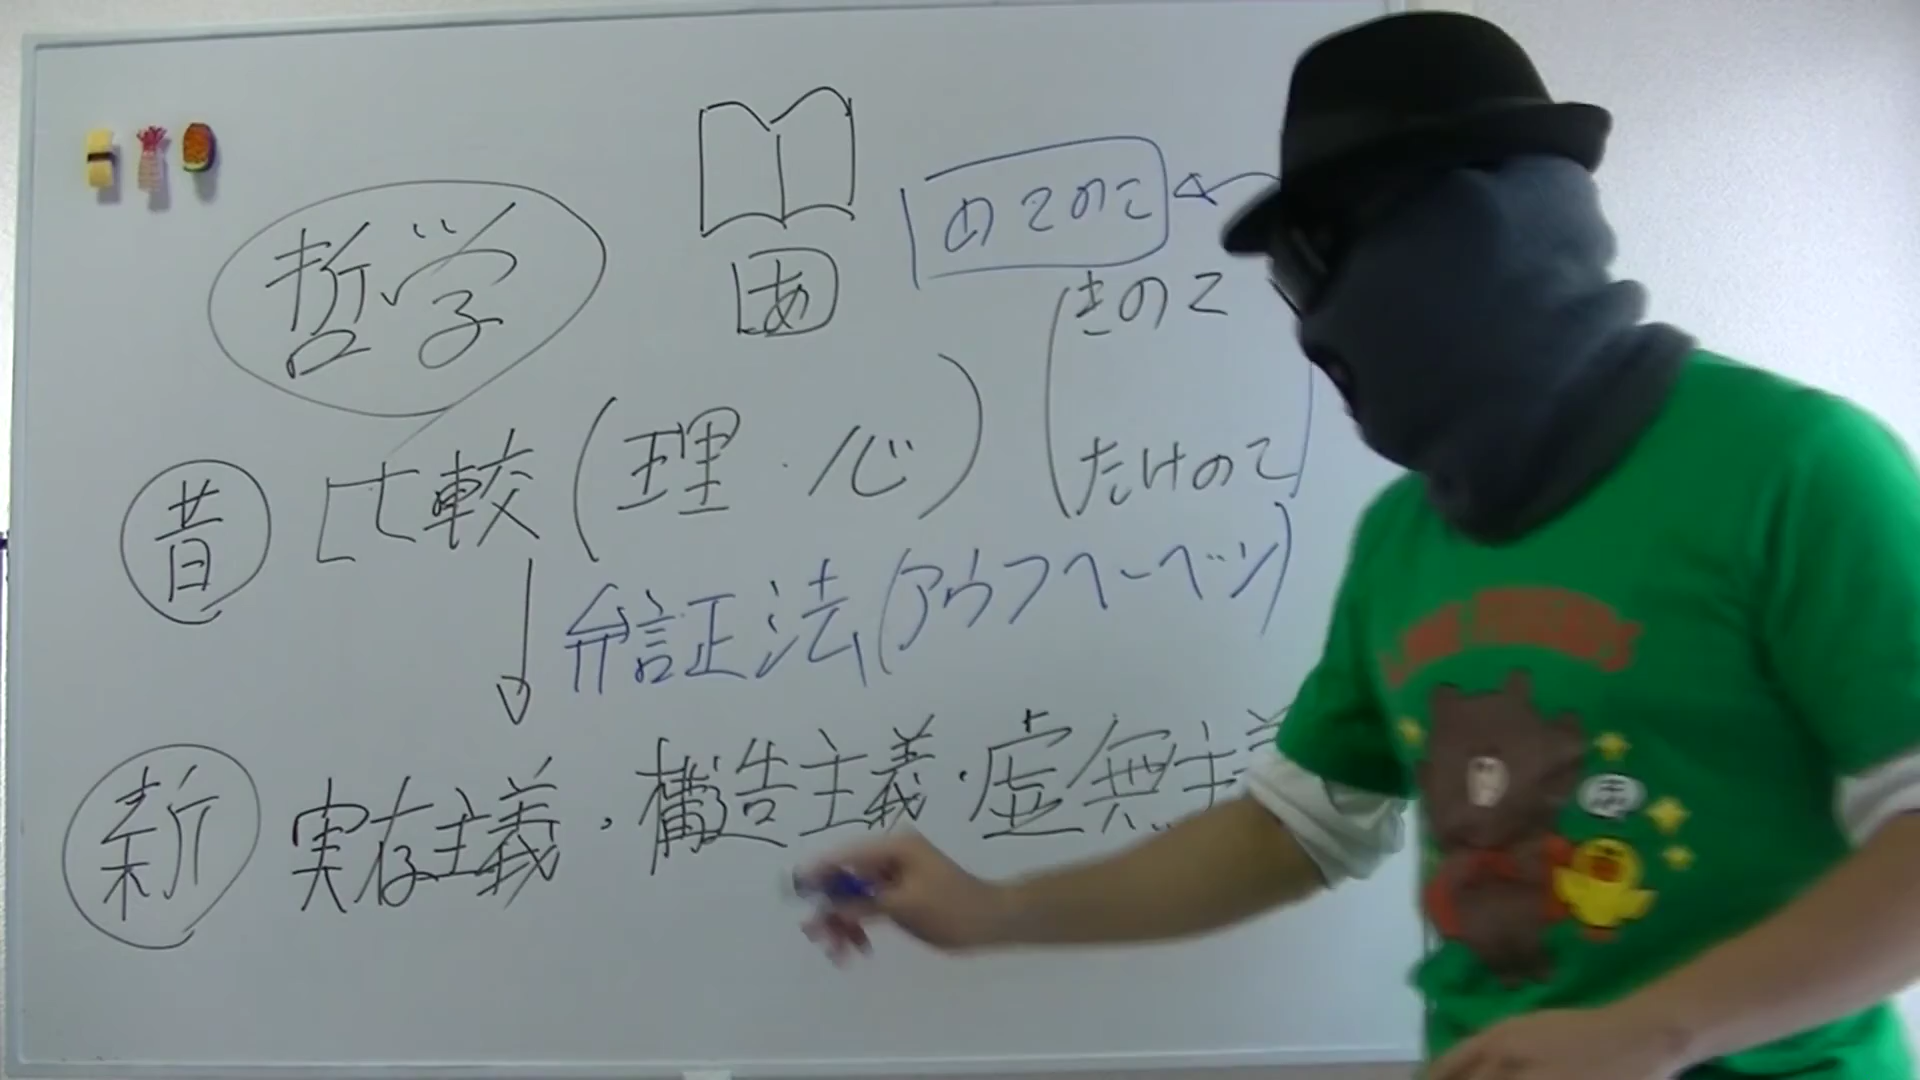 哲学
あ
めてのこ
きのこ
たけのこ
昔 比較(理・心)
弁証法(アウフヘーベン)
新 実存主義・構造主義・虚無主義